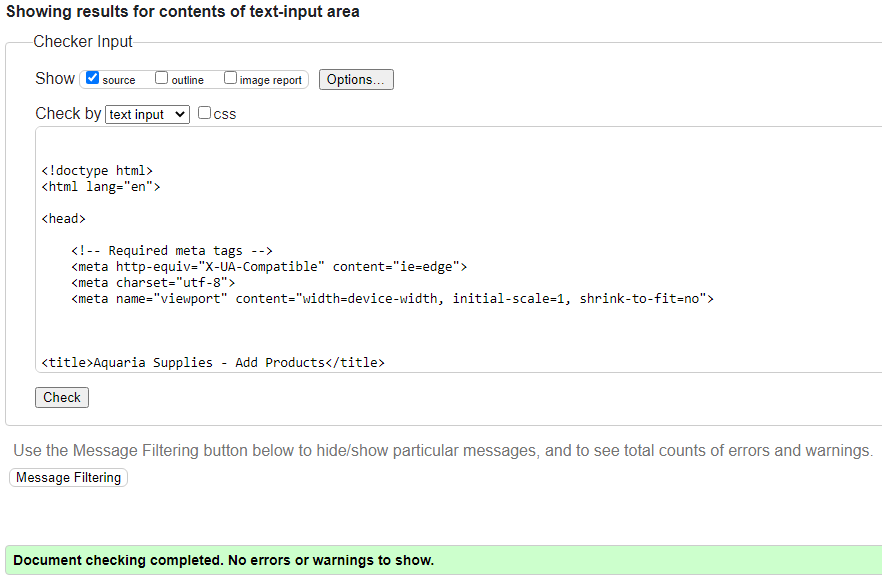 Showing results for contents of text-input area
Checker Input
Show source outline image report Options...
Check by text input css
<!doctype html>
<html lang="en">
<head>
<!-- Required meta tags -->
<meta http-equiv="X-UA-Compatible" content="ie=edge">
<meta charset="utf-8">
<meta name="viewport" content="width=device-width, initial-scale=1, shrink-to-fit=no">
<title>Aquaria Supplies - Add Products</title>
Check
Use the Message Filtering button below to hide/show particular messages, and to see total counts of errors and warnings.
Message Filtering
Document checking completed. No errors or warnings to show.